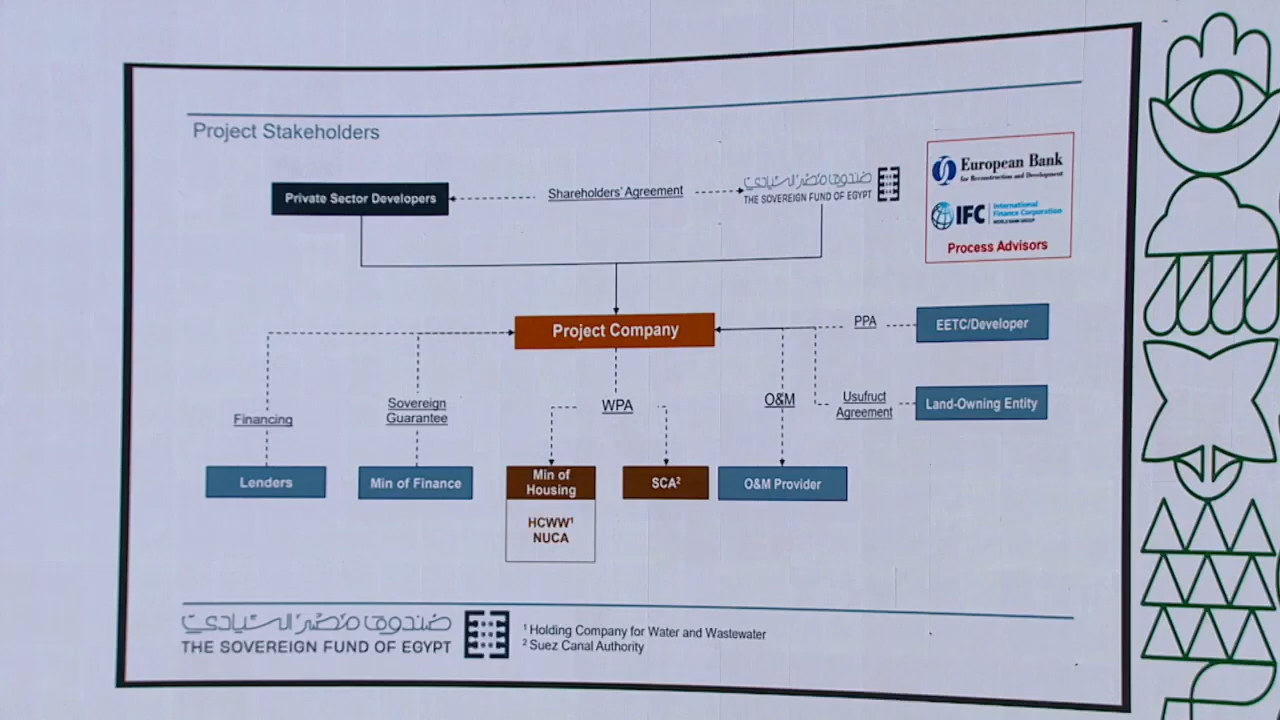 Project Stakeholders
Private Sector Developers
Shareholders' Agreement
صندوق مصر السيادي
THE SOVEREIGN FUND OF EGYPT
European Bank
for Reconstruction and Development
IFC
International
Finance Corporation
WORLD BANK GROUP
Process Advisors
Project Company
PPA
EETC/Developer
Financing
Sovereign
Guarantee
WPA
O&M
Usufruct
Agreement
Land-Owning Entity
Lenders
Min of Finance
Min of
Housing
HCWW¹
NUCA
SCA²
O&M Provider
صندوق مصر السيادي
THE SOVEREIGN FUND OF EGYPT
¹ Holding Company for Water and Wastewater
² Suez Canal Authority